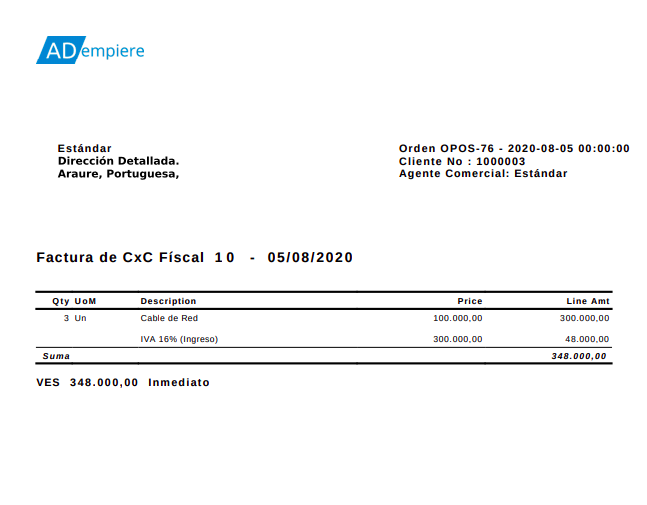 ADempiere
Estándar
Dirección Detallada.
Araure, Portuguesa,
Orden OPOS-76 - 2020-08-05 00:00:00
Cliente No : 1000003
Agente Comercial: Estándar
Factura de CxC Físcal 10 - 05/08/2020
Qty UoM Description Price Line Amt
3 Un Cable de Red 100.000,00 300.000,00
IVA 16% (Ingreso) 300.000,00 48.000,00
Suma 348.000,00
VES 348.000,00 Inmediato